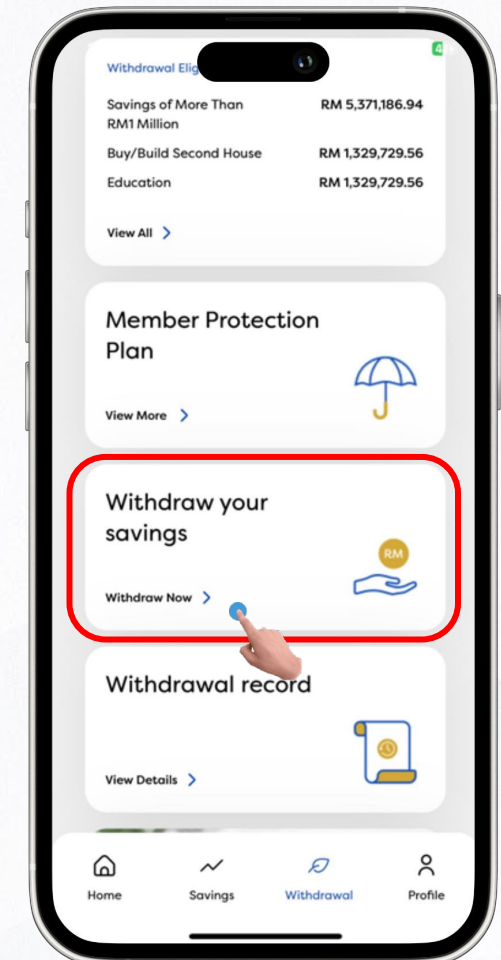 Withdrawal Elig
4
Savings of More Than RM 5,371,186.94
RM1 Million
Buy/Build Second House RM 1,329,729.56
Education RM 1,329,729.56
View All >
Member Protection
Plan
View More >
Withdraw your
savings
RM
Withdraw Now >
Withdrawal record
View Details >
Home Savings Withdrawal Profile